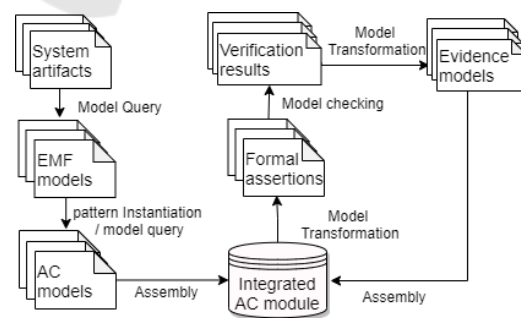 System
artifacts
Model Query
EMF
models
pattern Instantiation
/ model query
AC
models
Assembly
Integrated
AC module
Model
Transformation
Formal
assertions
Model checking
Verification
results
Model
Transformation
Evidence
models
Assembly